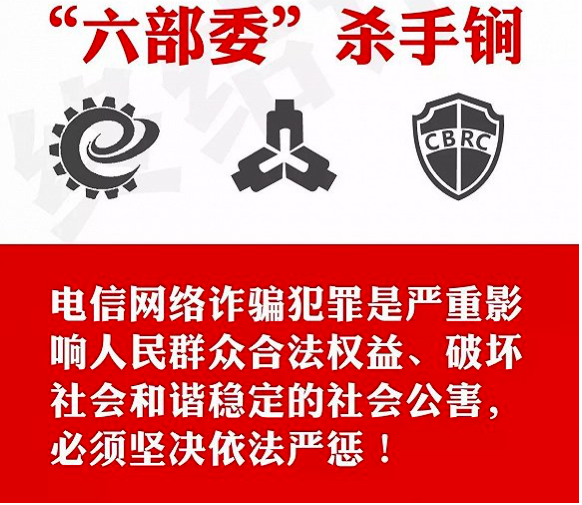 “六部委”杀手锏
CBRC
电信网络诈骗犯罪是严重影
响人民群众合法权益、破坏
社会和谐稳定的社会公害，
必须坚决依法严惩！